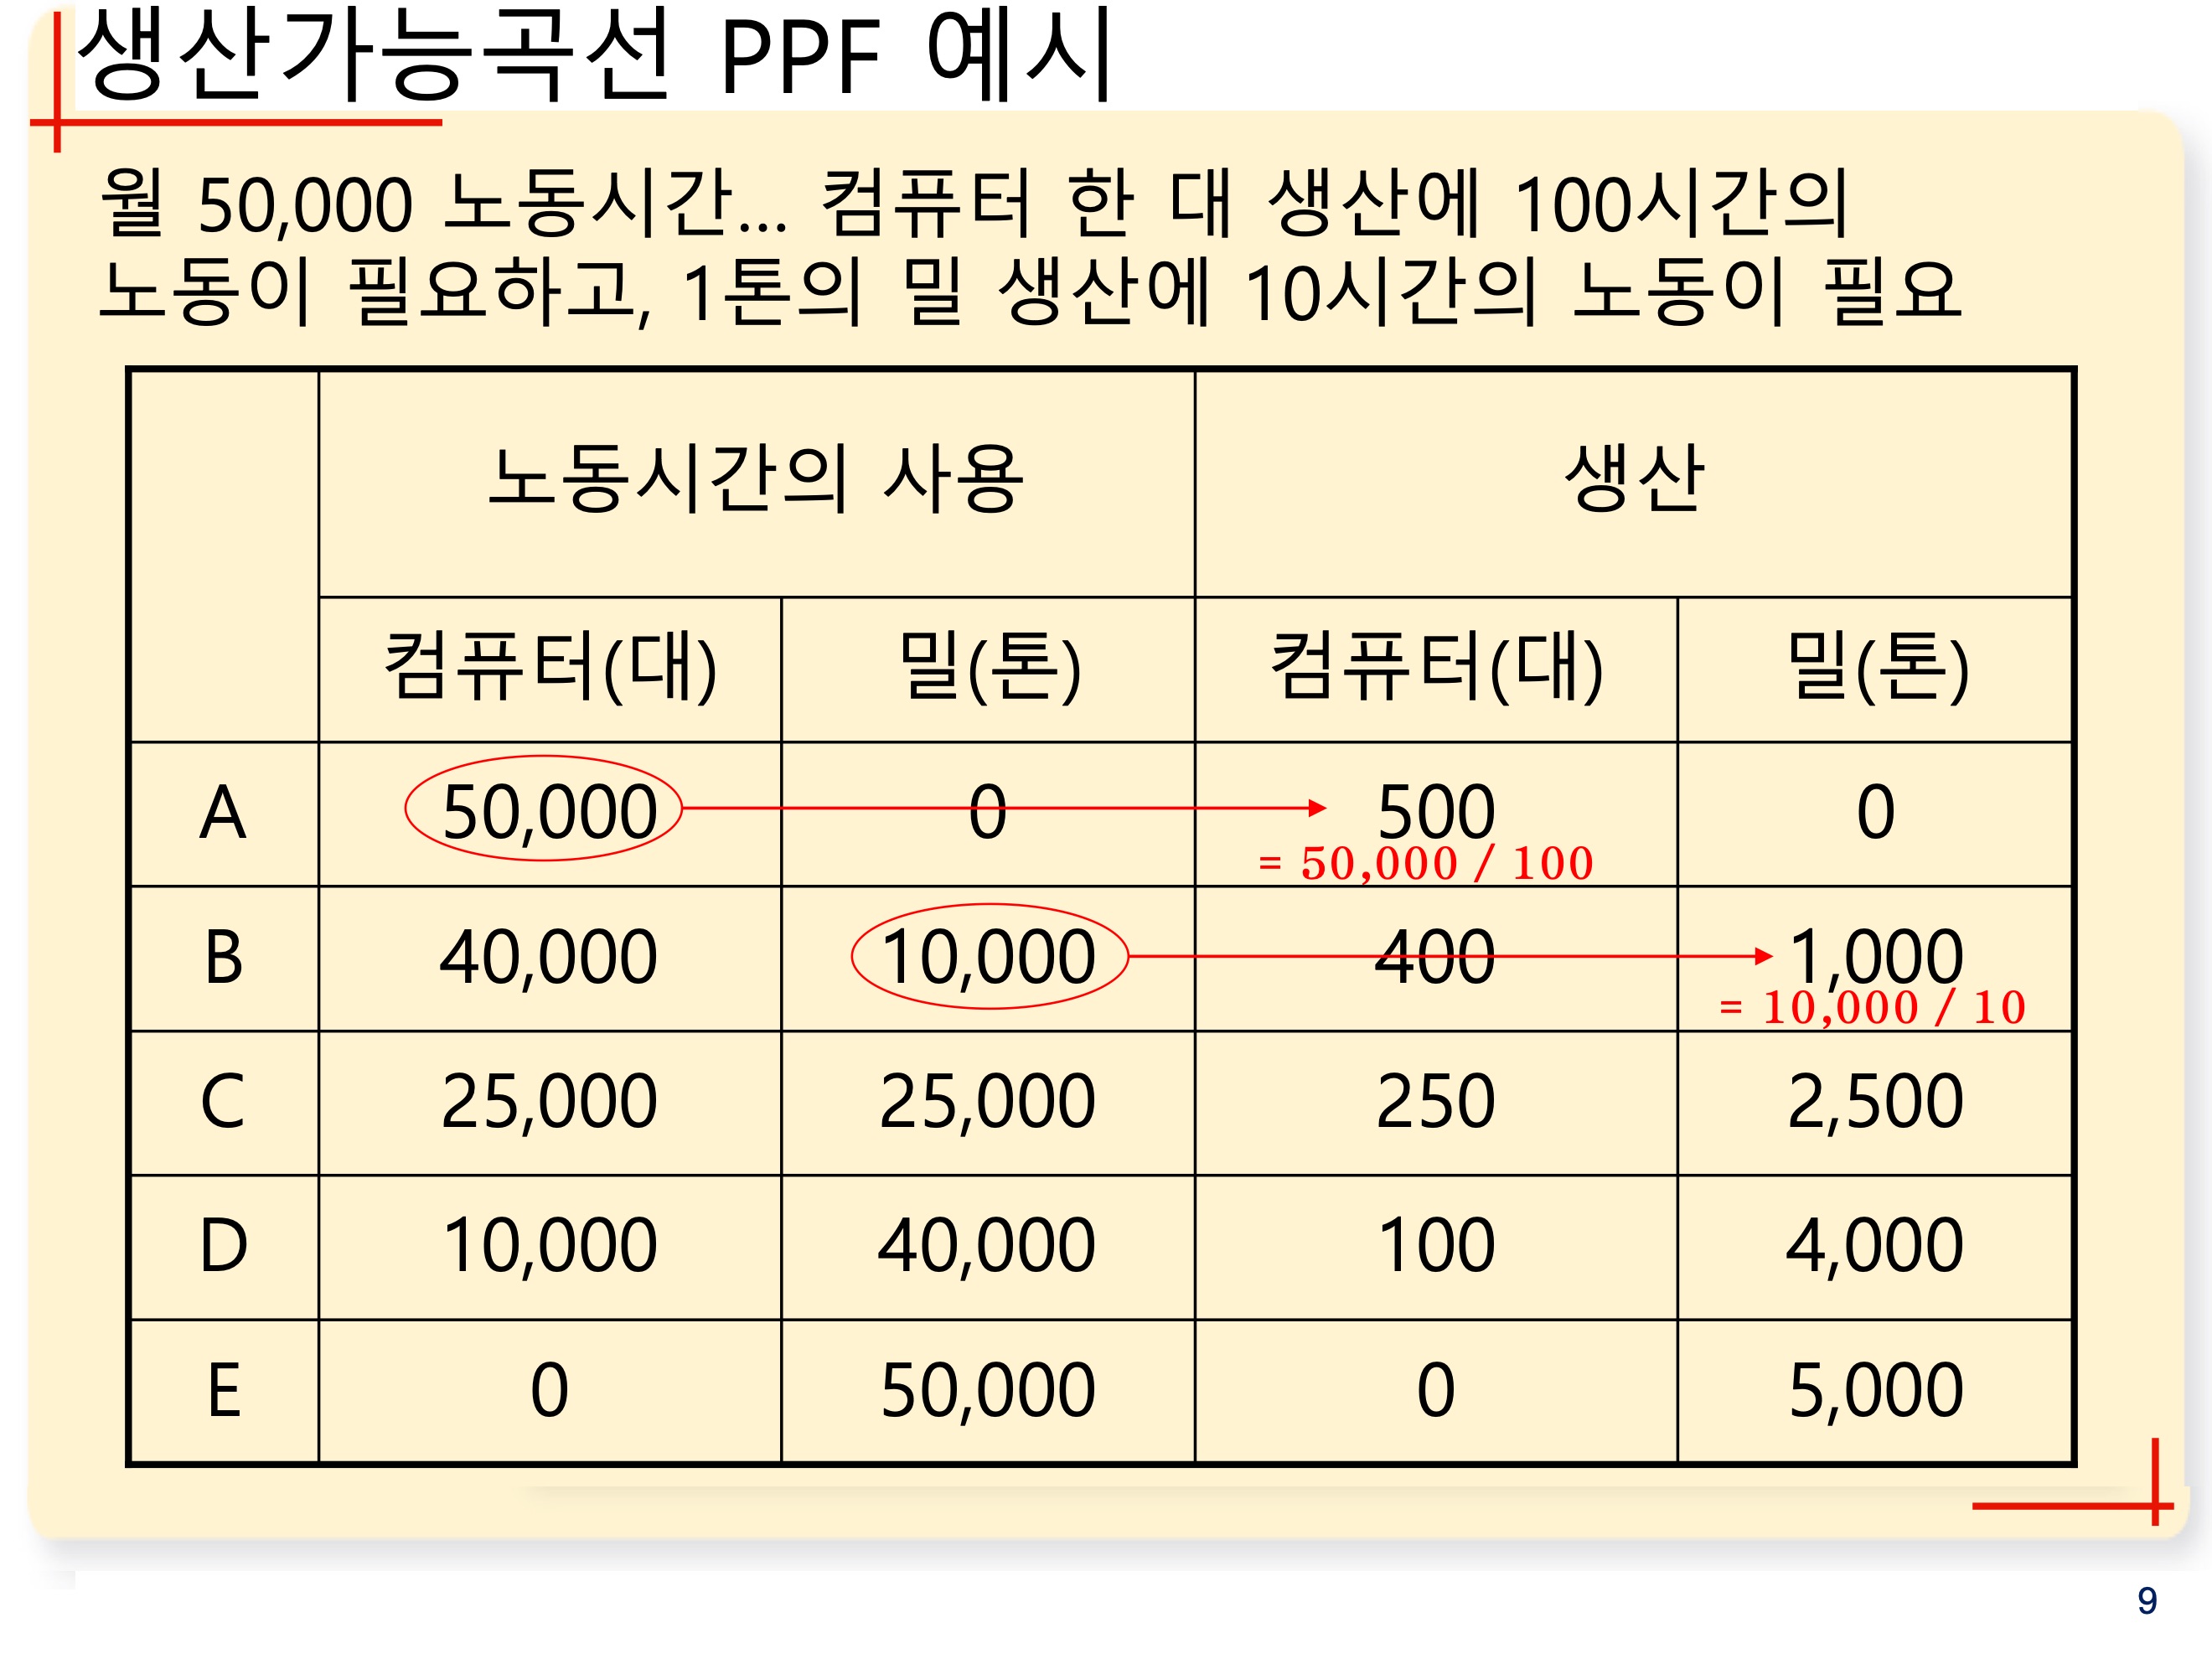 생산가능곡선 PPF 예시
월 50,000 노동시간… 컴퓨터 한 대 생산에 100시간의
노동이 필요하고, 1톤의 밀 생산에 10시간의 노동이 필요
노동시간의 사용 생산
컴퓨터(대) 밀(톤) 컴퓨터(대) 밀(톤)
A 50,000 0 500 0
= 50,000 / 100
B 40,000 10,000 400 1,000
= 10,000 / 10
C 25,000 25,000 250 2,500
D 10,000 40,000 100 4,000
E 0 50,000 0 5,000
9